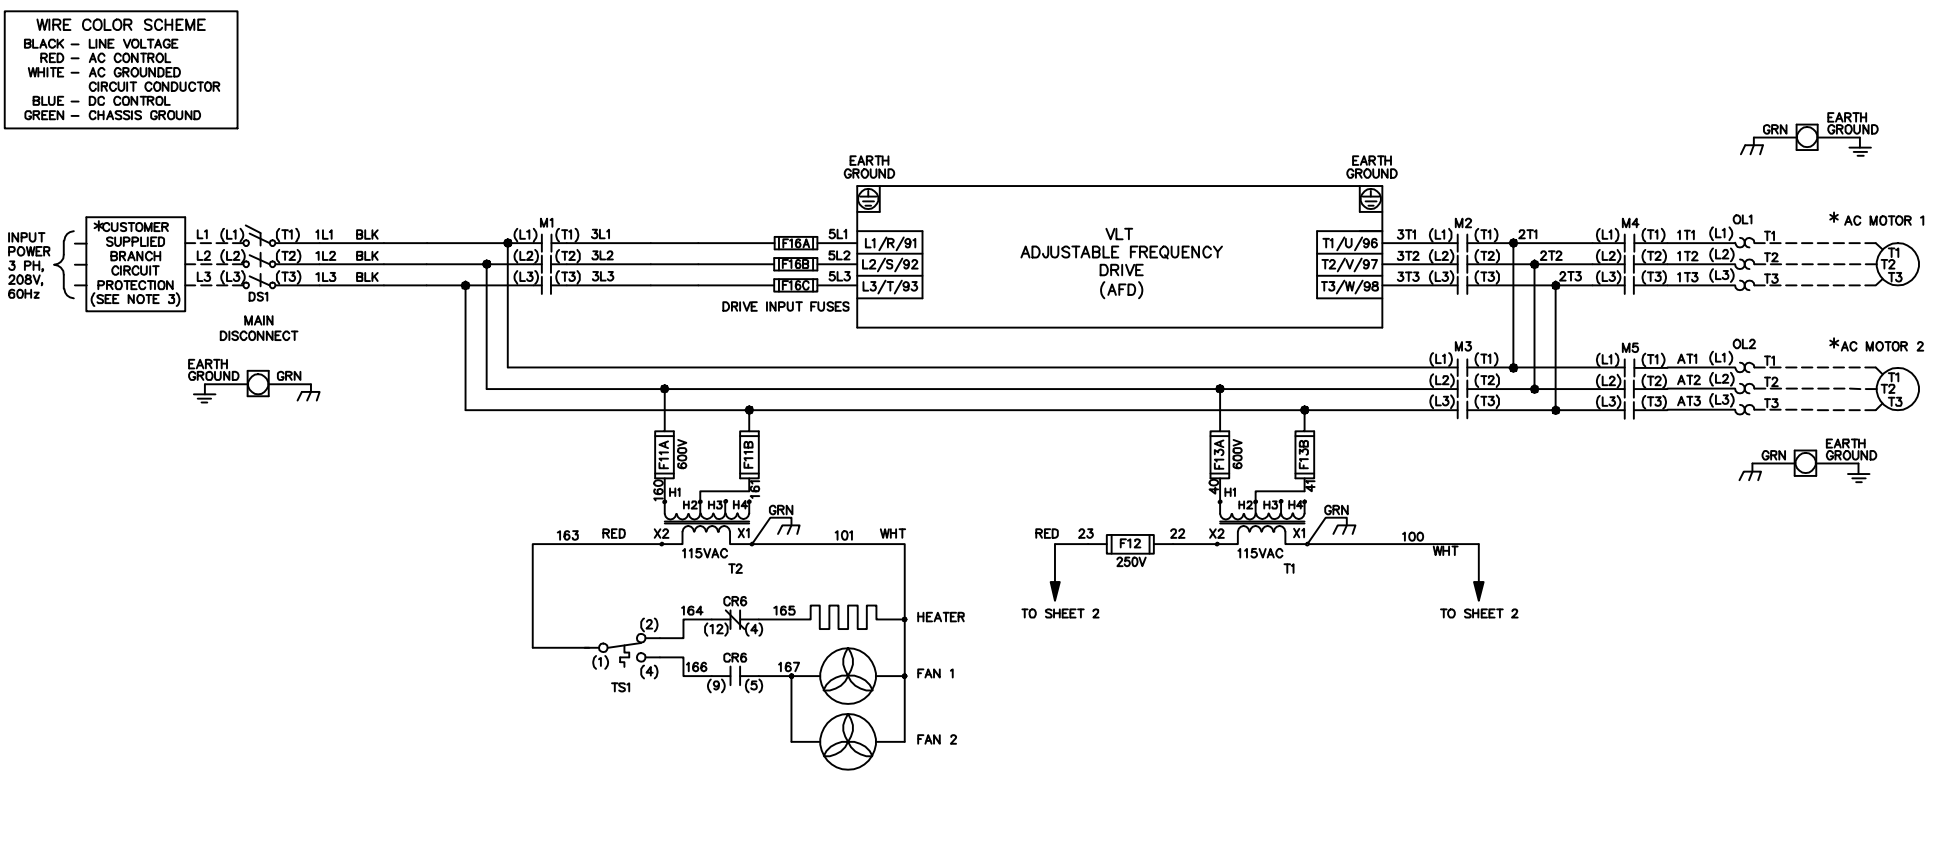 WIRE COLOR SCHEME
BLACK – LINE VOLTAGE
RED – AC CONTROL
WHITE – AC GROUNDED
CIRCUIT CONDUCTOR
BLUE – DC CONTROL
GREEN – CHASSIS GROUND
GRN
EARTH
GROUND
EARTH
GROUND
EARTH
GROUND
INPUT
POWER
3 PH,
208V,
60Hz
*CUSTOMER
SUPPLIED
BRANCH
CIRCUIT
PROTECTION
(SEE NOTE 3)
L1 (L1) (T1) 1L1 BLK
L2 (L2) (T2) 1L2 BLK
L3 (L3) (T3) 1L3 BLK
DS1
MAIN
DISCONNECT
M1
(L1) (T1) 3L1 F16A 5L1 L1/R/91
(L2) (T2) 3L2 F16B 5L2 L2/S/92
(L3) (T3) 3L3 F16C 5L3 L3/T/93
DRIVE INPUT FUSES
VLT
ADJUSTABLE FREQUENCY
DRIVE
(AFD)
M2 M4 OL1 * AC MOTOR 1
T1/U/96 3T1 (L1) (T1) 2T1 (L1) (T1) 1T1 (L1) T1 T1
T2/V/97 3T2 (L2) (T2) 2T2 (L2) (T2) 1T2 (L2) T2 T2
T3/W/98 3T3 (L3) (T3) 2T3 (L3) (T3) 1T3 (L3) T3 T3
EARTH
GROUND
GRN
M3 M5 OL2 *AC MOTOR 2
(L1) (T1) (L1) (T1) AT1 (L1) T1 T1
(L2) (T2) (L2) (T2) AT2 (L2) T2 T2
(L3) (T3) (L3) (T3) AT3 (L3) T3 T3
GRN
EARTH
GROUND
F11A
600V
F11B
160
161
H1 H2 H3 H4
GRN
163 RED X2 X1 101 WHT
115VAC
T2
F13A
600V
F13B
40
41
H1 H2 H3 H4
GRN
RED 23 F12 22 X2 X1 100
WHT
250V
115VAC
T1
TO SHEET 2
TO SHEET 2
CR6
164 165
(12) (4)
HEATER
(2)
(1)
(4)
TS1
CR6
166 167
(9) (5)
FAN 1
FAN 2